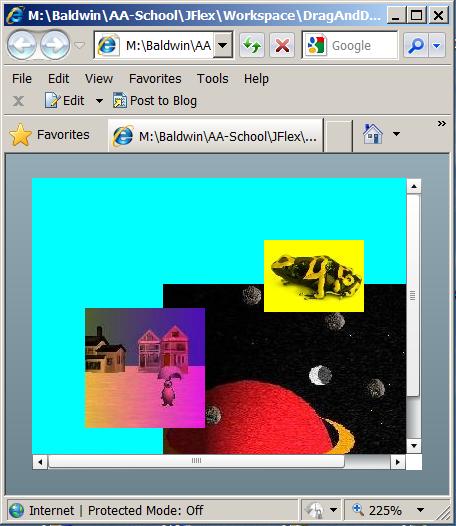 M:\Baldwin\AA-School\JFlex\Workspace\DragAndD...
M:\Baldwin\AA
Google
File Edit View Favorites Tools Help
x Edit Post to Blog
Favorites M:\Baldwin\AA-School\JFlex\... »
Internet | Protected Mode: Off 225%